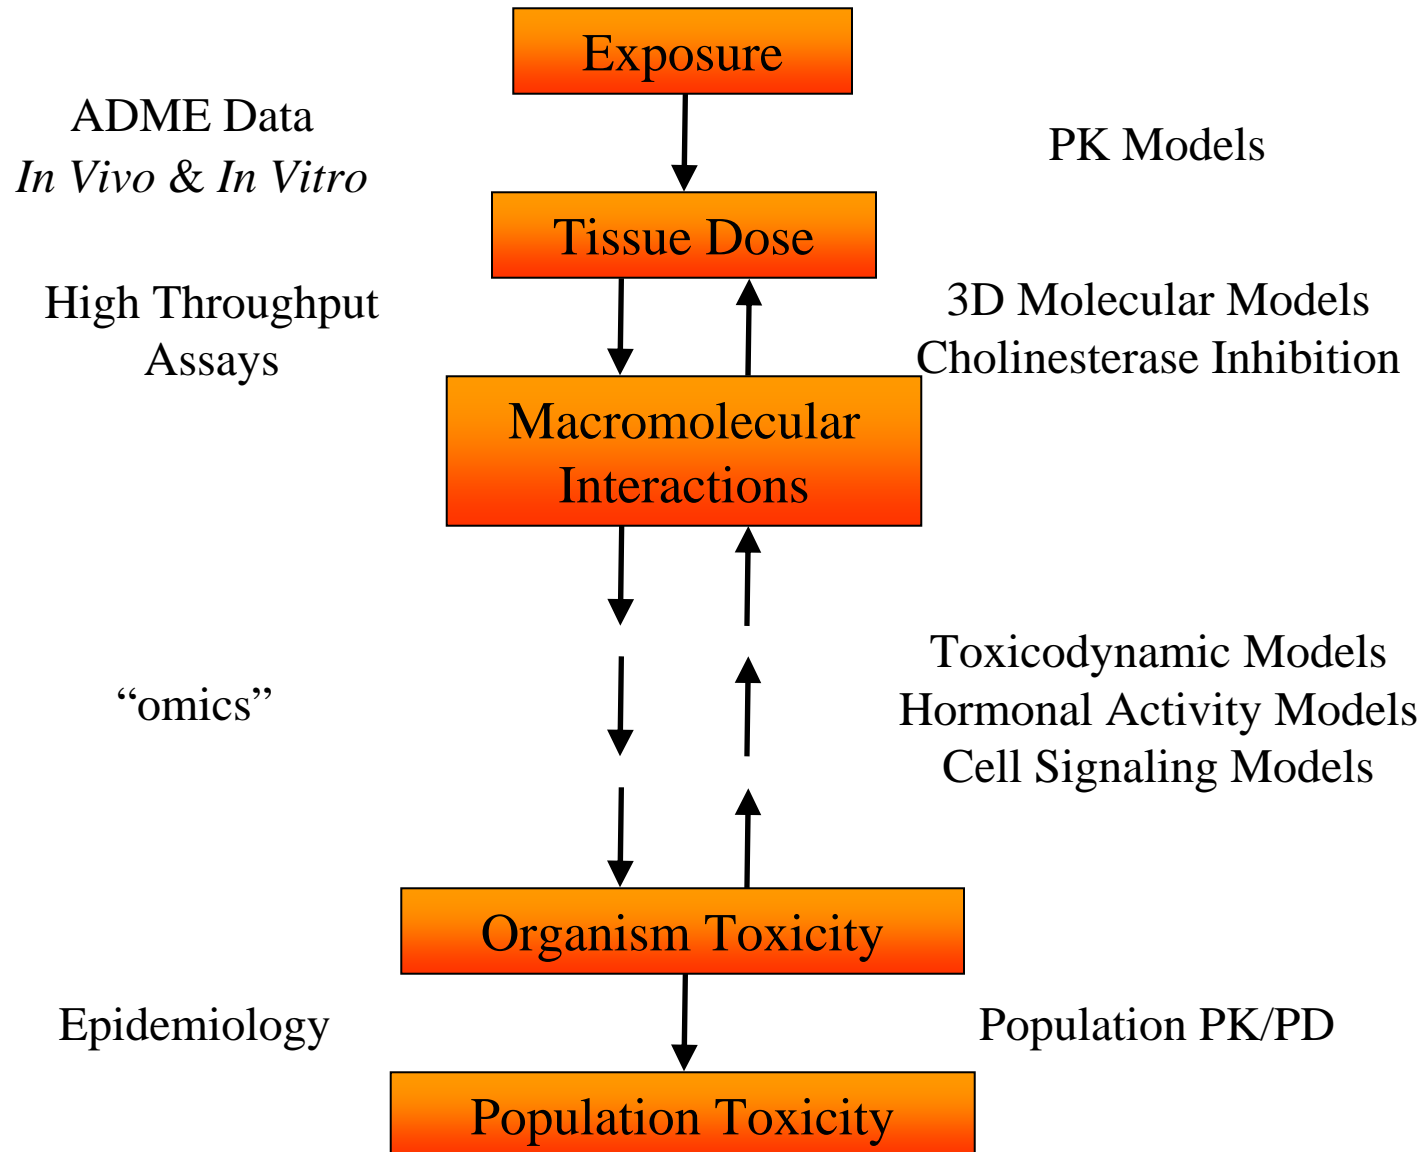 Exposure
ADME Data
In Vivo & In Vitro
PK Models
Tissue Dose
High Throughput
Assays
3D Molecular Models
Cholinesterase Inhibition
Macromolecular
Interactions
“omics”
Toxicodynamic Models
Hormonal Activity Models
Cell Signaling Models
Organism Toxicity
Epidemiology
Population PK/PD
Population Toxicity